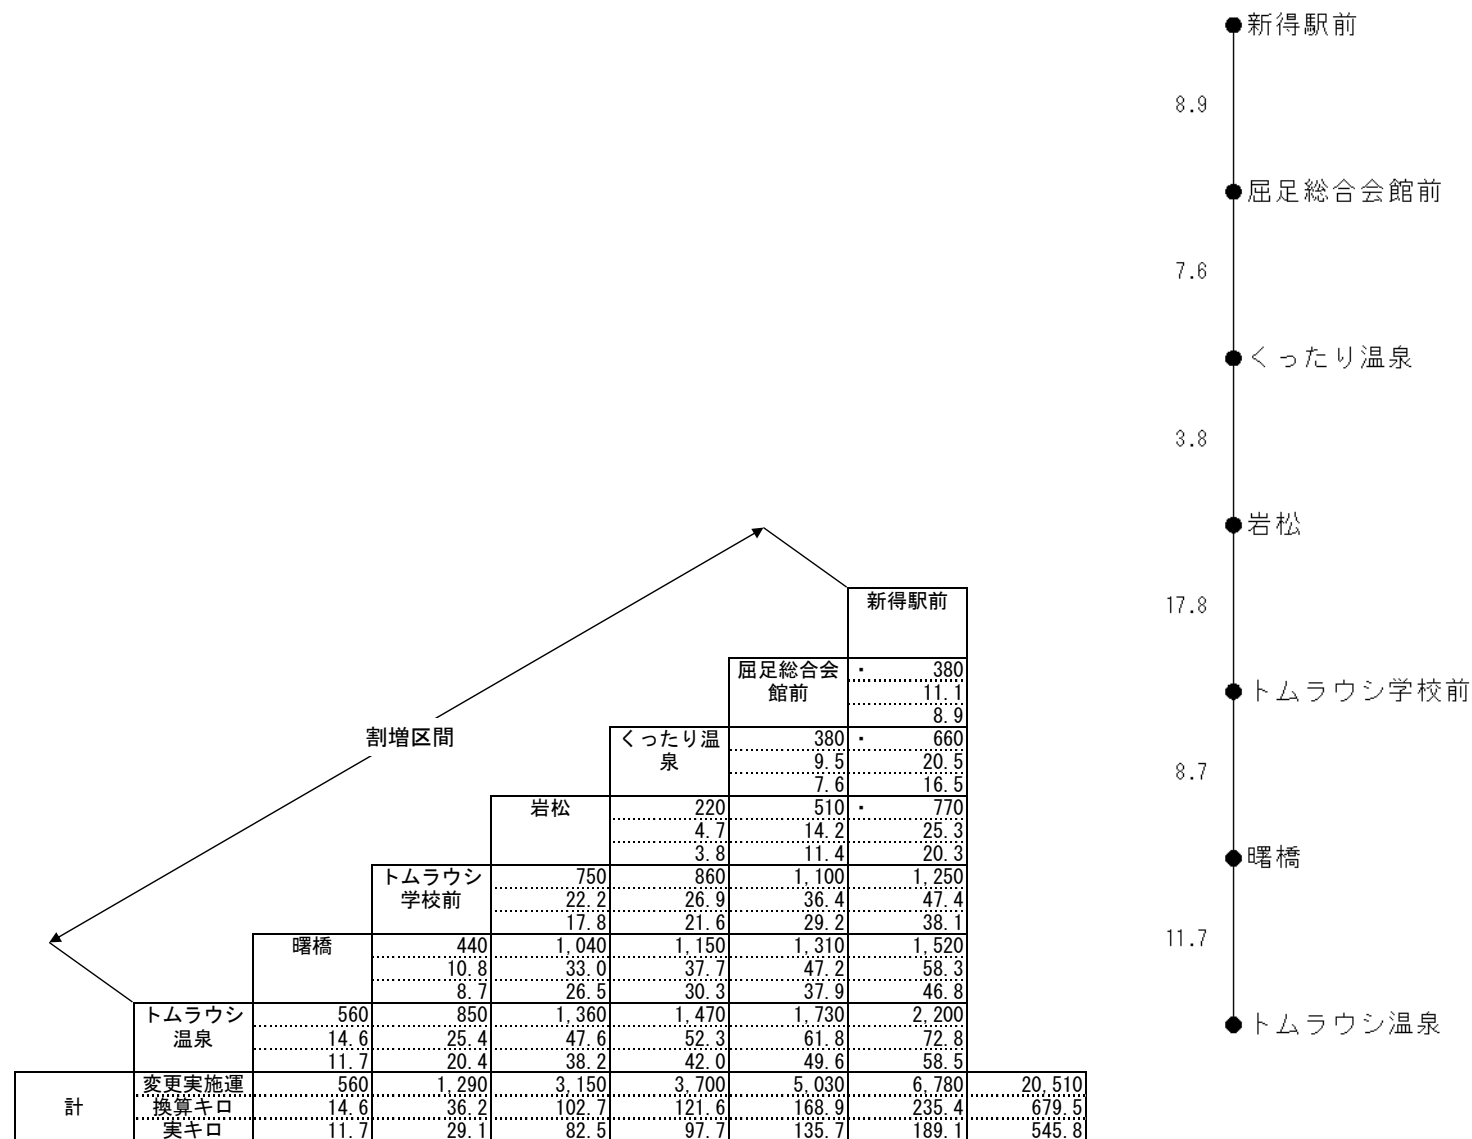 新得駅前
8.9
屈足総合会館前
7.6
くったり温泉
3.8
岩松
17.8
トムラウシ学校前
8.7
曙橋
11.7
トムラウシ温泉
割増区間
新得駅前
屈足総合会 ・ 380
館前 11.1
8.9
くったり温 380 ・ 660
泉 9.5 20.5
7.6 16.5
岩松 220 510 ・ 770
4.7 14.2 25.3
3.8 11.4 20.3
トムラウシ 750 860 1,100 1,250
学校前 22.2 26.9 36.4 47.4
17.8 21.6 29.2 38.1
曙橋 440 1,040 1,150 1,310 1,520
10.8 33.0 37.7 47.2 58.3
8.7 26.5 30.3 37.9 46.8
トムラウシ 560 850 1,360 1,470 1,730 2,200
温泉 14.6 25.4 47.6 52.3 61.8 72.8
11.7 20.4 38.2 42.0 49.6 58.5
変更実施運 560 1,290 3,150 3,700 5,030 6,780 20,510
計 換算キロ 14.6 36.2 102.7 121.6 168.9 235.4 679.5
実キロ 11.7 29.1 82.5 97.7 135.7 189.1 545.8